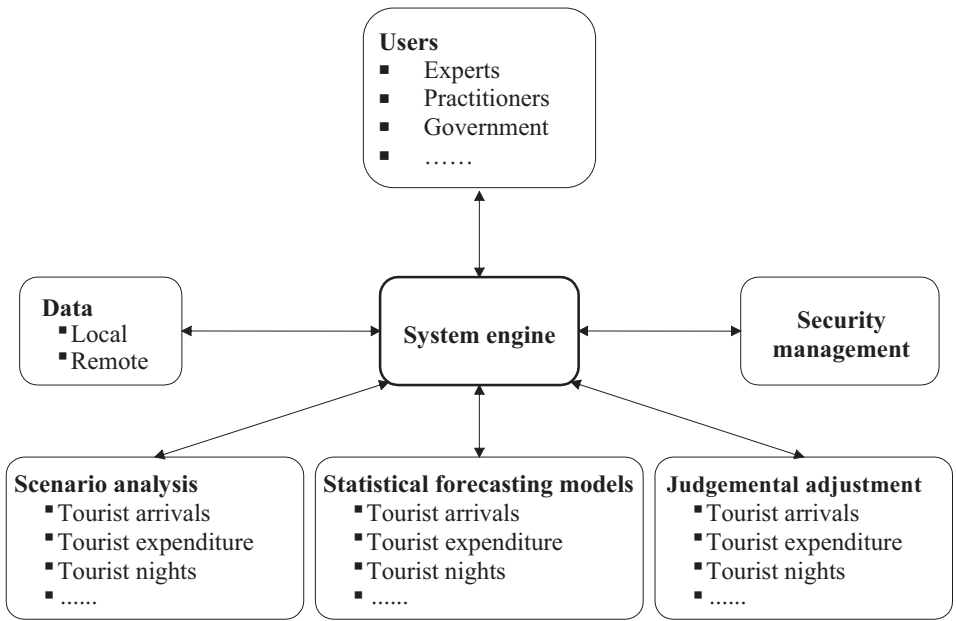 Users
▪ Experts
▪ Practitioners
▪ Government
▪ ……
Data
▪ Local
▪ Remote
System engine
Security
management
Scenario analysis
▪ Tourist arrivals
▪ Tourist expenditure
▪ Tourist nights
▪ ......
Statistical forecasting models
▪ Tourist arrivals
▪ Tourist expenditure
▪ Tourist nights
▪ ......
Judgemental adjustment
▪ Tourist arrivals
▪ Tourist expenditure
▪ Tourist nights
▪ ......